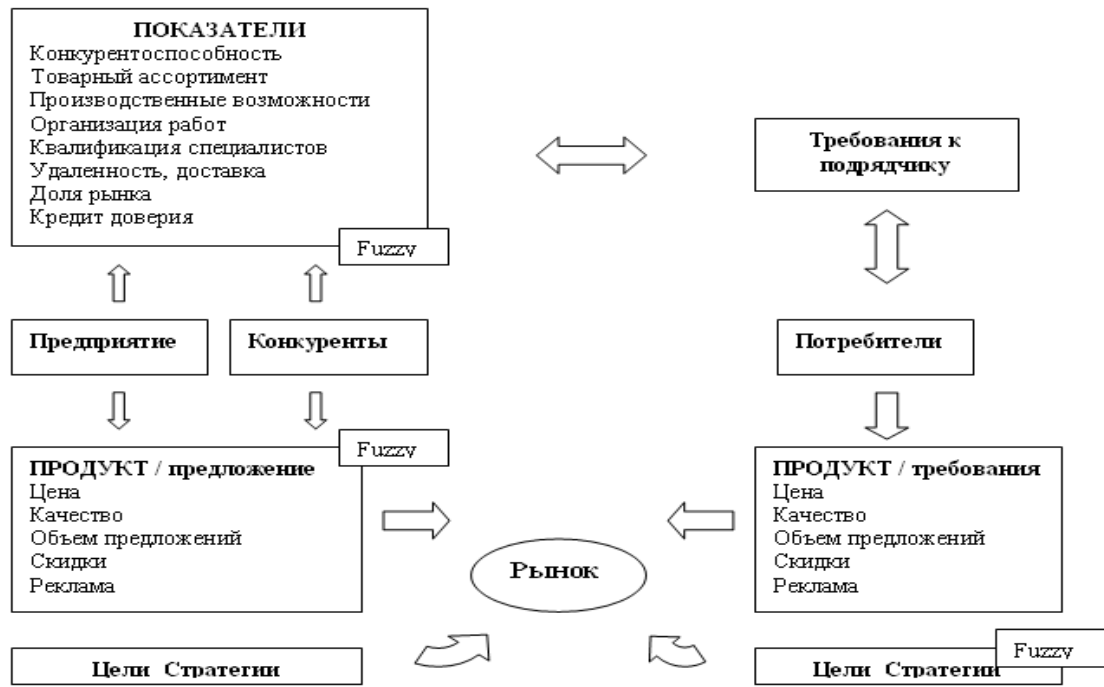 ПОКАЗАТЕЛИ
Конкурентоспособность
Товарный ассортимент
Производственные возможности
Организация работ
Квалификация специалистов
Удаленность, доставка
Доля рынка
Кредит доверия
Fuzzy
Требования к
подрядчику
Предприятие
Конкуренты
Потребители
Fuzzy
ПРОДУКТ / предложение
Цена
Качество
Объем предложений
Скидки
Реклама
Рынок
ПРОДУКТ / требования
Цена
Качество
Объем предложений
Скидки
Реклама
Цели Стратегии
Fuzzy
Цели Стратегии